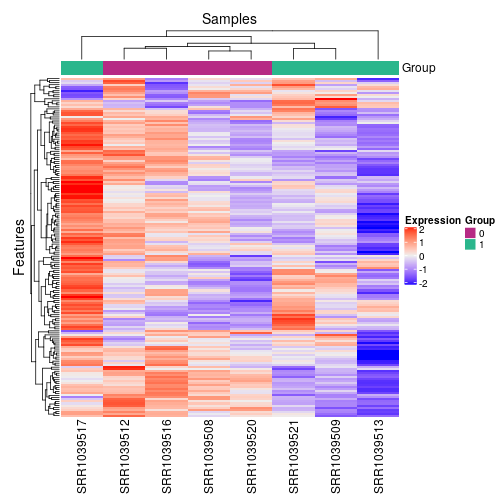 Samples
Group
Features
Expression Group
2
1
0
-1
-2
0
1
SRR1039517
SRR1039512
SRR1039516
SRR1039508
SRR1039520
SRR1039521
SRR1039509
SRR1039513